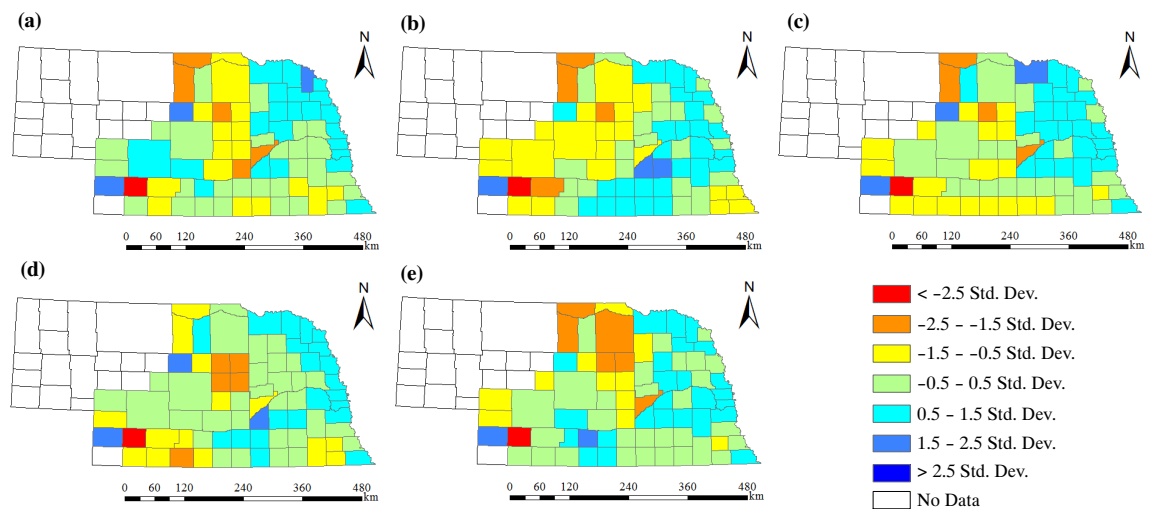 (a)
N
0 60 120 240 360 480
km
(b)
N
0 60 120 240 360 480
km
(c)
N
0 60 120 240 360 480
km
(d)
N
0 60 120 240 360 480
km
(e)
N
0 60 120 240 360 480
km
< −2.5 Std. Dev.
−2.5 – −1.5 Std. Dev.
−1.5 – −0.5 Std. Dev.
−0.5 – 0.5 Std. Dev.
0.5 – 1.5 Std. Dev.
1.5 – 2.5 Std. Dev.
> 2.5 Std. Dev.
No Data